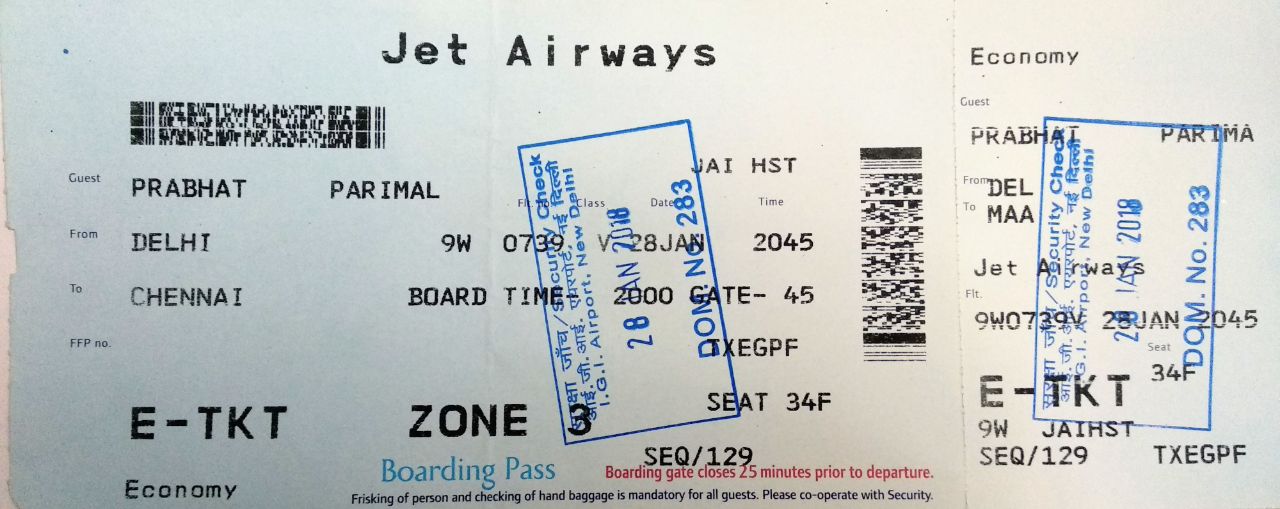 Jet Airways
JAI HST
Guest PRABHAT PARIMAL
Flt. no. Class Date Time
From DELHI 9W 0739 V 28JAN 2045
To CHENNAI BOARD TIME 2000 GATE- 45
FFP no.
TXEGPF
SEAT 34F
E-TKT ZONE 3
SEQ/129
Boarding Pass Boarding gate closes 25 minutes prior to departure.
Economy
Frisking of person and checking of hand baggage is mandatory for all guests. Please co-operate with Security.
सुरक्षा जाँच/Security Check
आई.जी.आई. एयरपोर्ट, नई दिल्ली
I.G.I. Airport, New Delhi
28 JAN 2018
DOM. No. 283
Economy
Guest
PRABHAT PARIMA
From DEL
To MAA
Jet Airways
Flt.
9W0739V 28JAN 2045
Seat
34F
E-TKT
9W JAIHST
SEQ/129 TXEGPF
सुरक्षा जाँच/Security Check
आई.जी.आई. एयरपोर्ट, नई दिल्ली
I.G.I. Airport, New Delhi
28 JAN 2018
DOM. No. 283